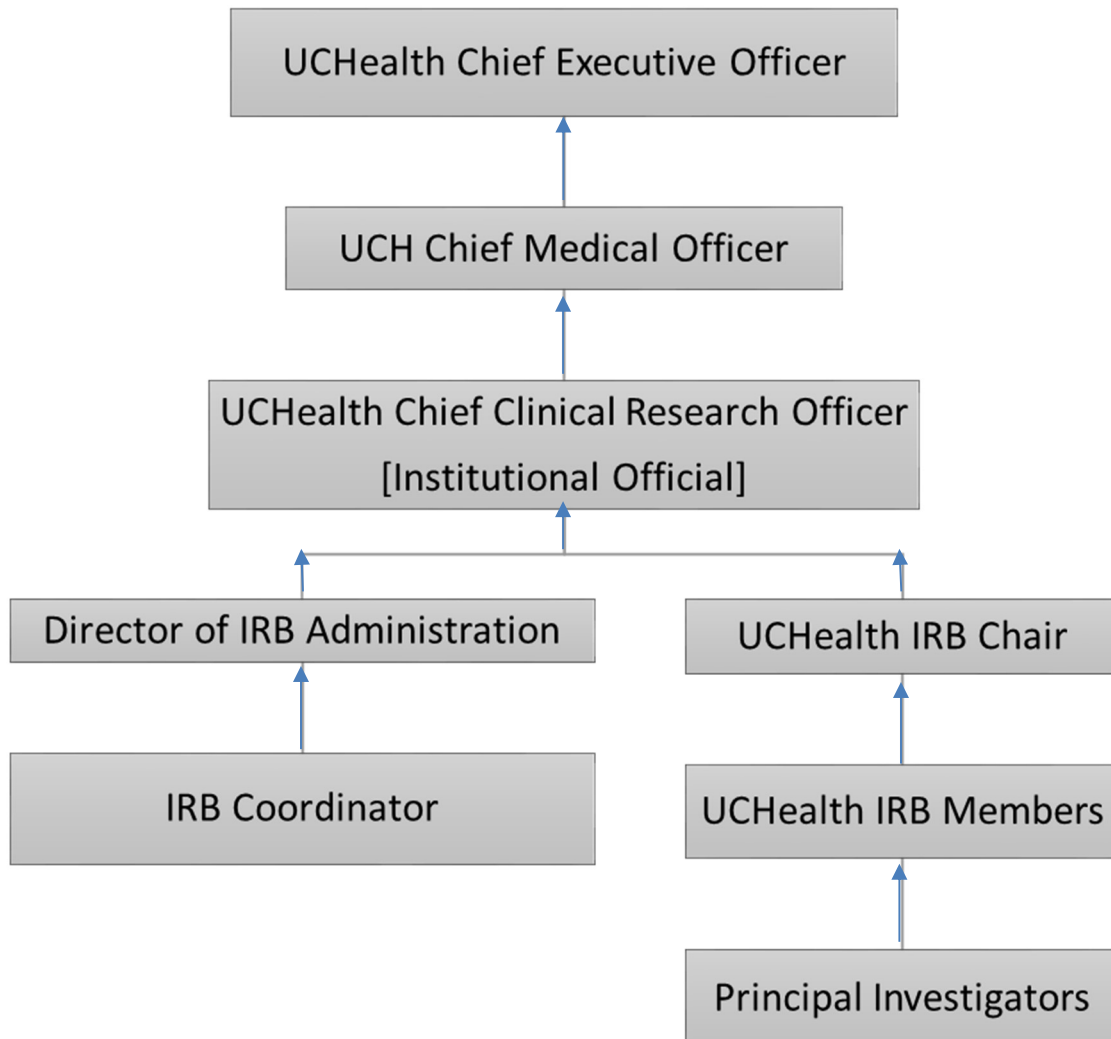 UCHealth Chief Executive Officer
UCH Chief Medical Officer
UCHealth Chief Clinical Research Officer
[Institutional Official]
Director of IRB Administration
UCHealth IRB Chair
IRB Coordinator
UCHealth IRB Members
Principal Investigators